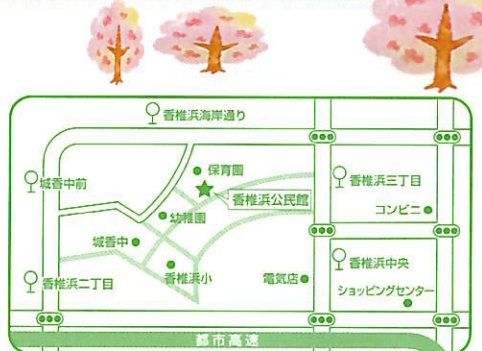 香椎浜海岸通り
保育園
城香中前
香椎浜三丁目
香椎浜公民館
コンビニ
幼稚園
城香中
香椎浜中央
香椎浜二丁目
香椎浜小
電気店
ショッピングセンター
都市高速